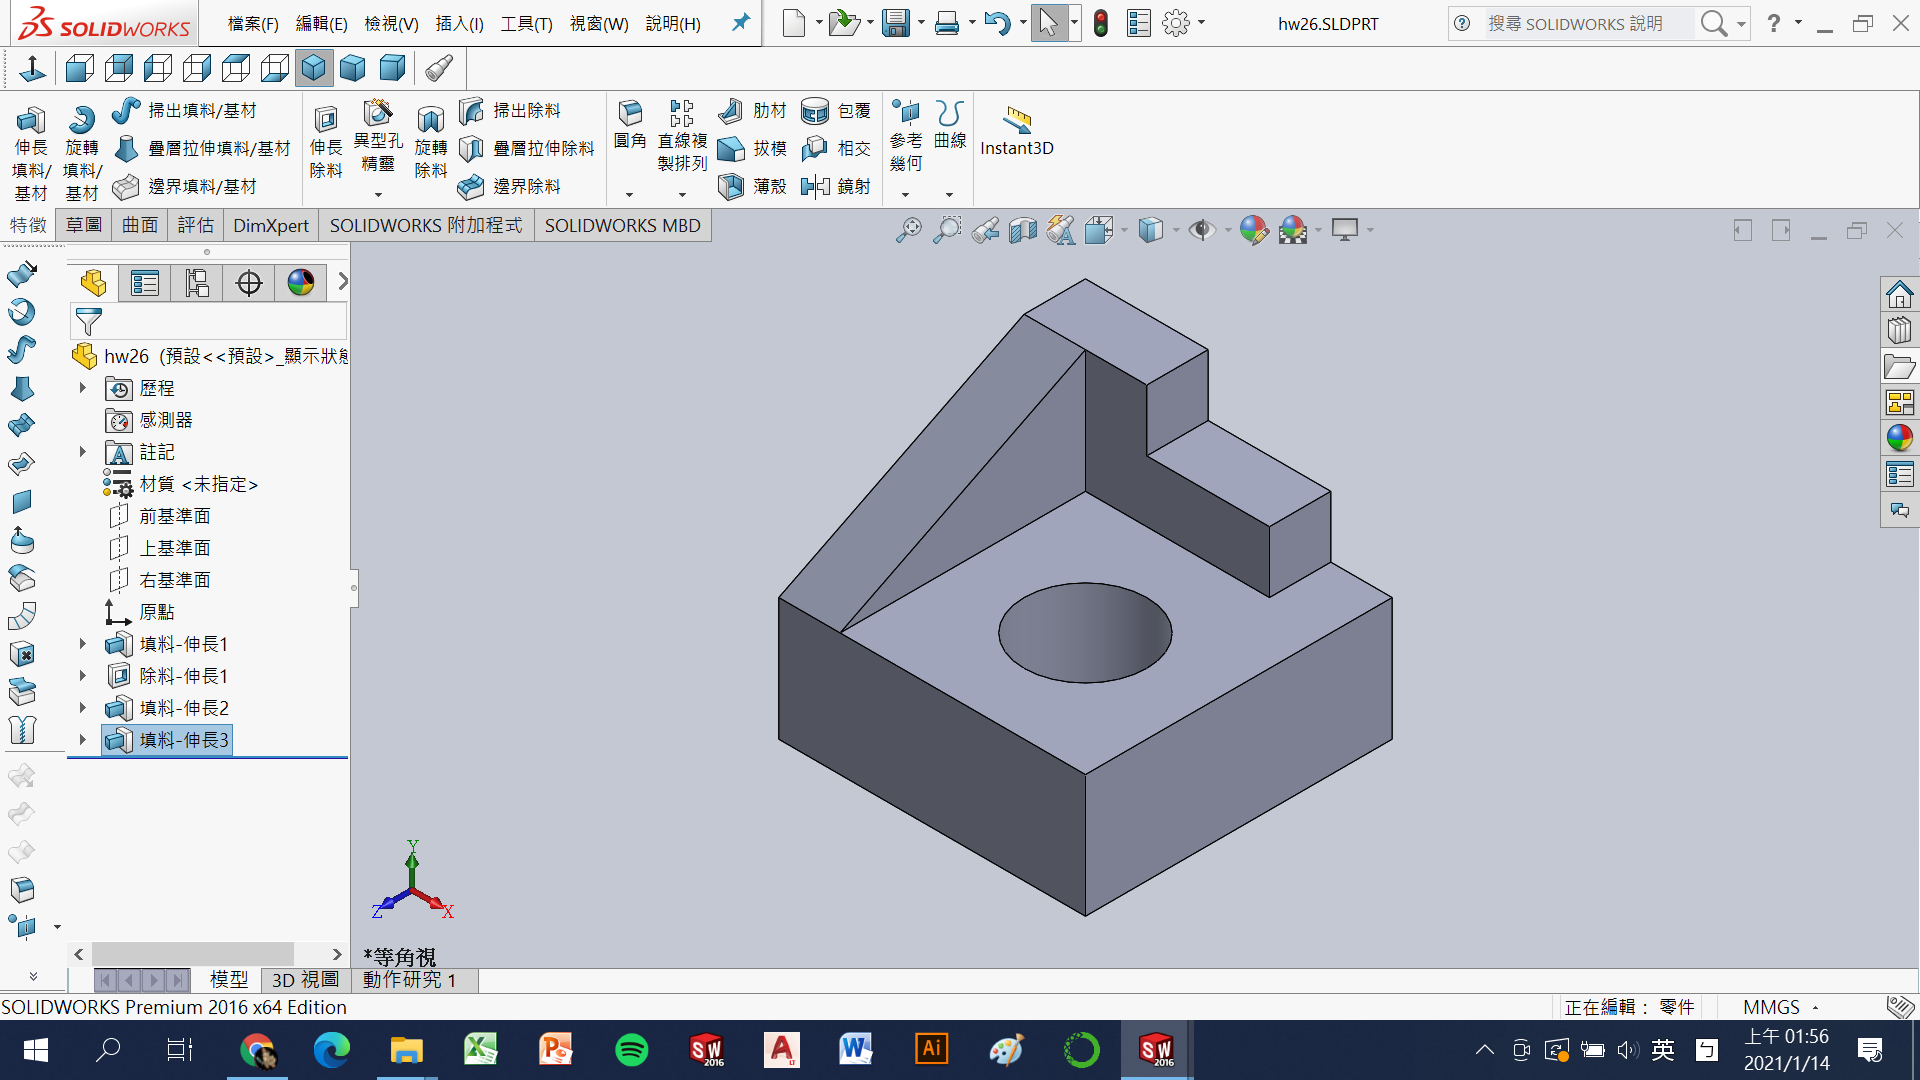 SOLIDWORKS
檔案(F) 編輯(E) 檢視(V) 插入(I) 工具(T) 視窗(W) 說明(H)
hw26.SLDPRT
搜尋 SOLIDWORKS 說明
伸長填料/基材
旋轉填料/基材
掃出填料/基材
疊層拉伸填料/基材
邊界填料/基材
伸長除料
異型孔精靈
旋轉除料
掃出除料
疊層拉伸除料
邊界除料
圓角
直線複製排列
肋材
拔模
薄殼
包覆
相交
鏡射
參考幾何
曲線
Instant3D
特徵 草圖 曲面 評估 DimXpert SOLIDWORKS 附加程式 SOLIDWORKS MBD
hw26 (預設<<預設>_顯示狀態
歷程
感測器
註記
材質 <未指定>
前基準面
上基準面
右基準面
原點
填料-伸長1
除料-伸長1
填料-伸長2
填料-伸長3
Y
Z
X
*等角視
模型 3D 視圖 動作研究 1
SOLIDWORKS Premium 2016 x64 Edition
正在編輯： 零件
MMGS
英
ㄅ
上午 01:56
2021/1/14